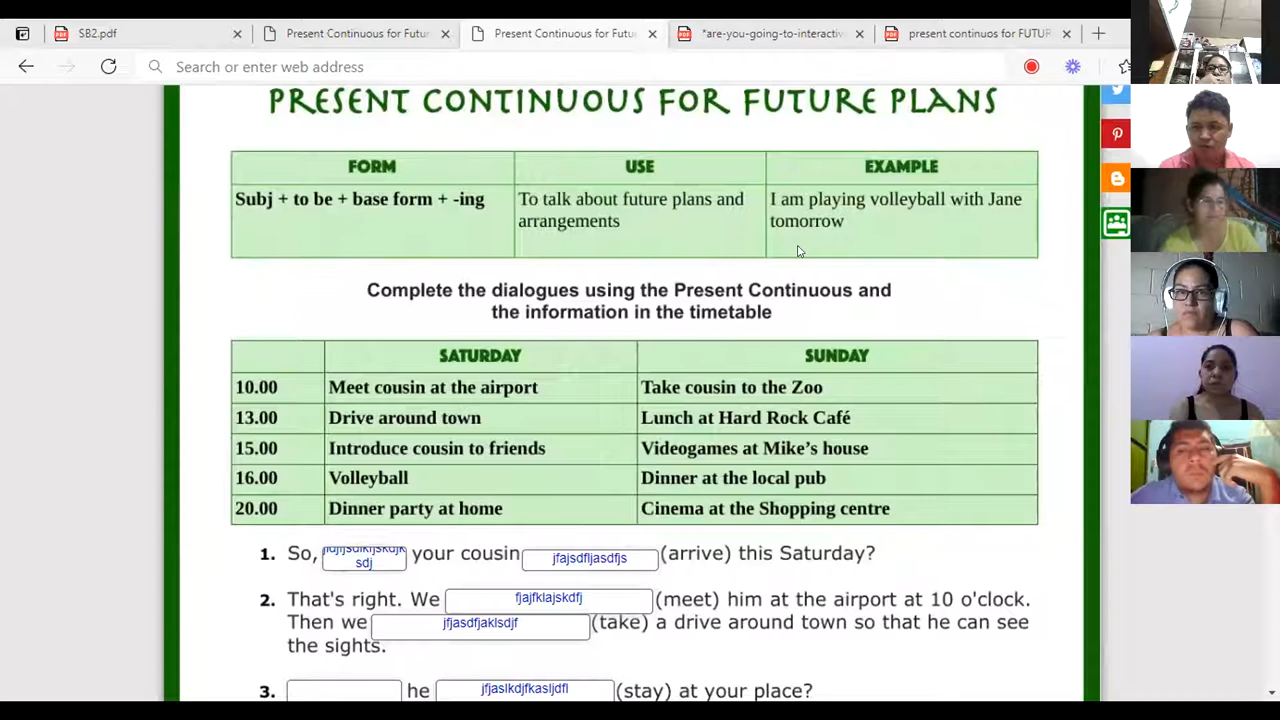 SB2.pdf
Present Continuous for Futur
Present Continuous for Futu
*are-you-going-to-interactiv
present continuos for FUTUR
Search or enter web address
PRESENT CONTINUOUS FOR FUTURE PLANS
FORM USE EXAMPLE
Subj + to be + base form + -ing To talk about future plans and I am playing volleyball with Jane
arrangements tomorrow
Complete the dialogues using the Present Continuous and
the information in the timetable
SATURDAY SUNDAY
10.00 Meet cousin at the airport Take cousin to the Zoo
13.00 Drive around town Lunch at Hard Rock Café
15.00 Introduce cousin to friends Videogames at Mike's house
16.00 Volleyball Dinner at the local pub
20.00 Dinner party at home Cinema at the Shopping centre
1. So, sdj your cousin jfajsdfljasdfjs (arrive) this Saturday?
2. That's right. We fjajfklajskdfj (meet) him at the airport at 10 o'clock.
Then we jfjasdfjaklsdjf (take) a drive around town so that he can see
the sights.
3. he jfjaslkdjfkasljdfl (stay) at your place?